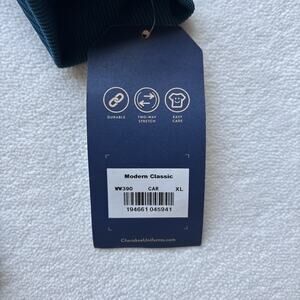 DURABLE
TWO-WAY
STRETCH
EASY
CARE
Modern Classic
WW390 CAR XL
194661 045941
CherokeeUniforms.com